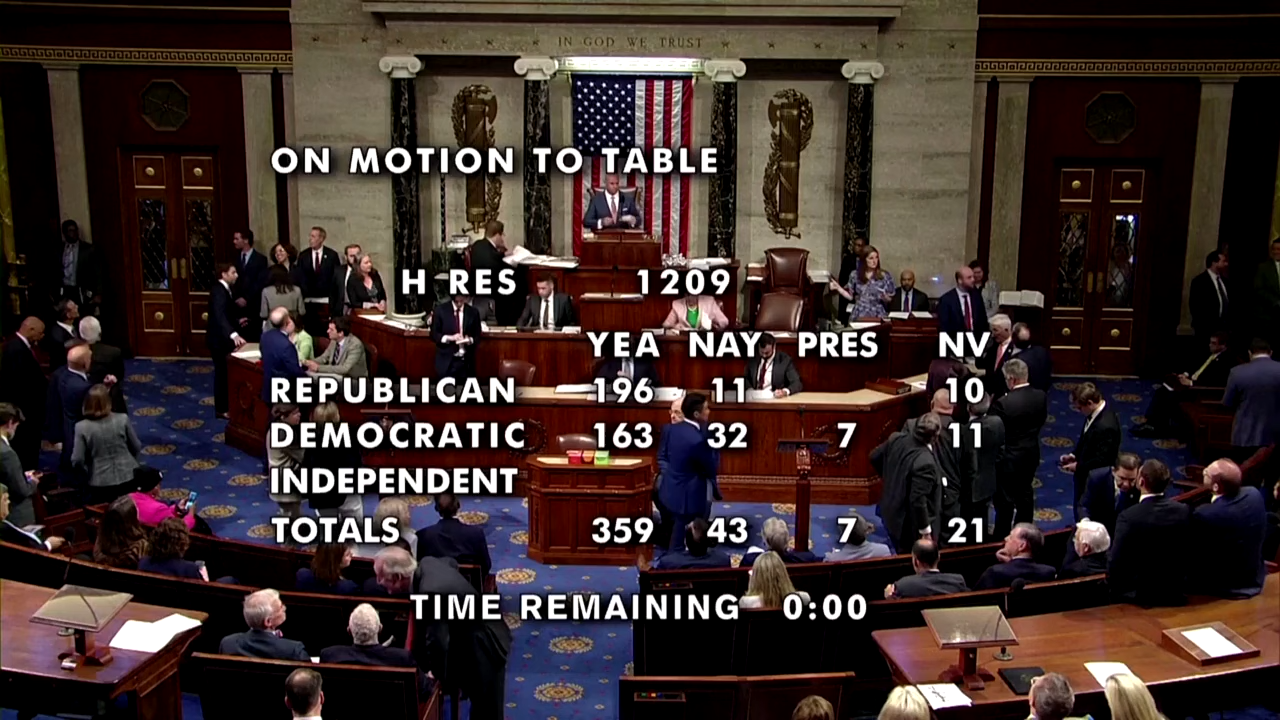 IN GOD WE TRUST
ON MOTION TO TABLE
H RES 1209
YEA NAY PRES NV
REPUBLICAN 196 11 10
DEMOCRATIC 163 32 7 11
INDEPENDENT
TOTALS 359 43 7 21
TIME REMAINING 0:00